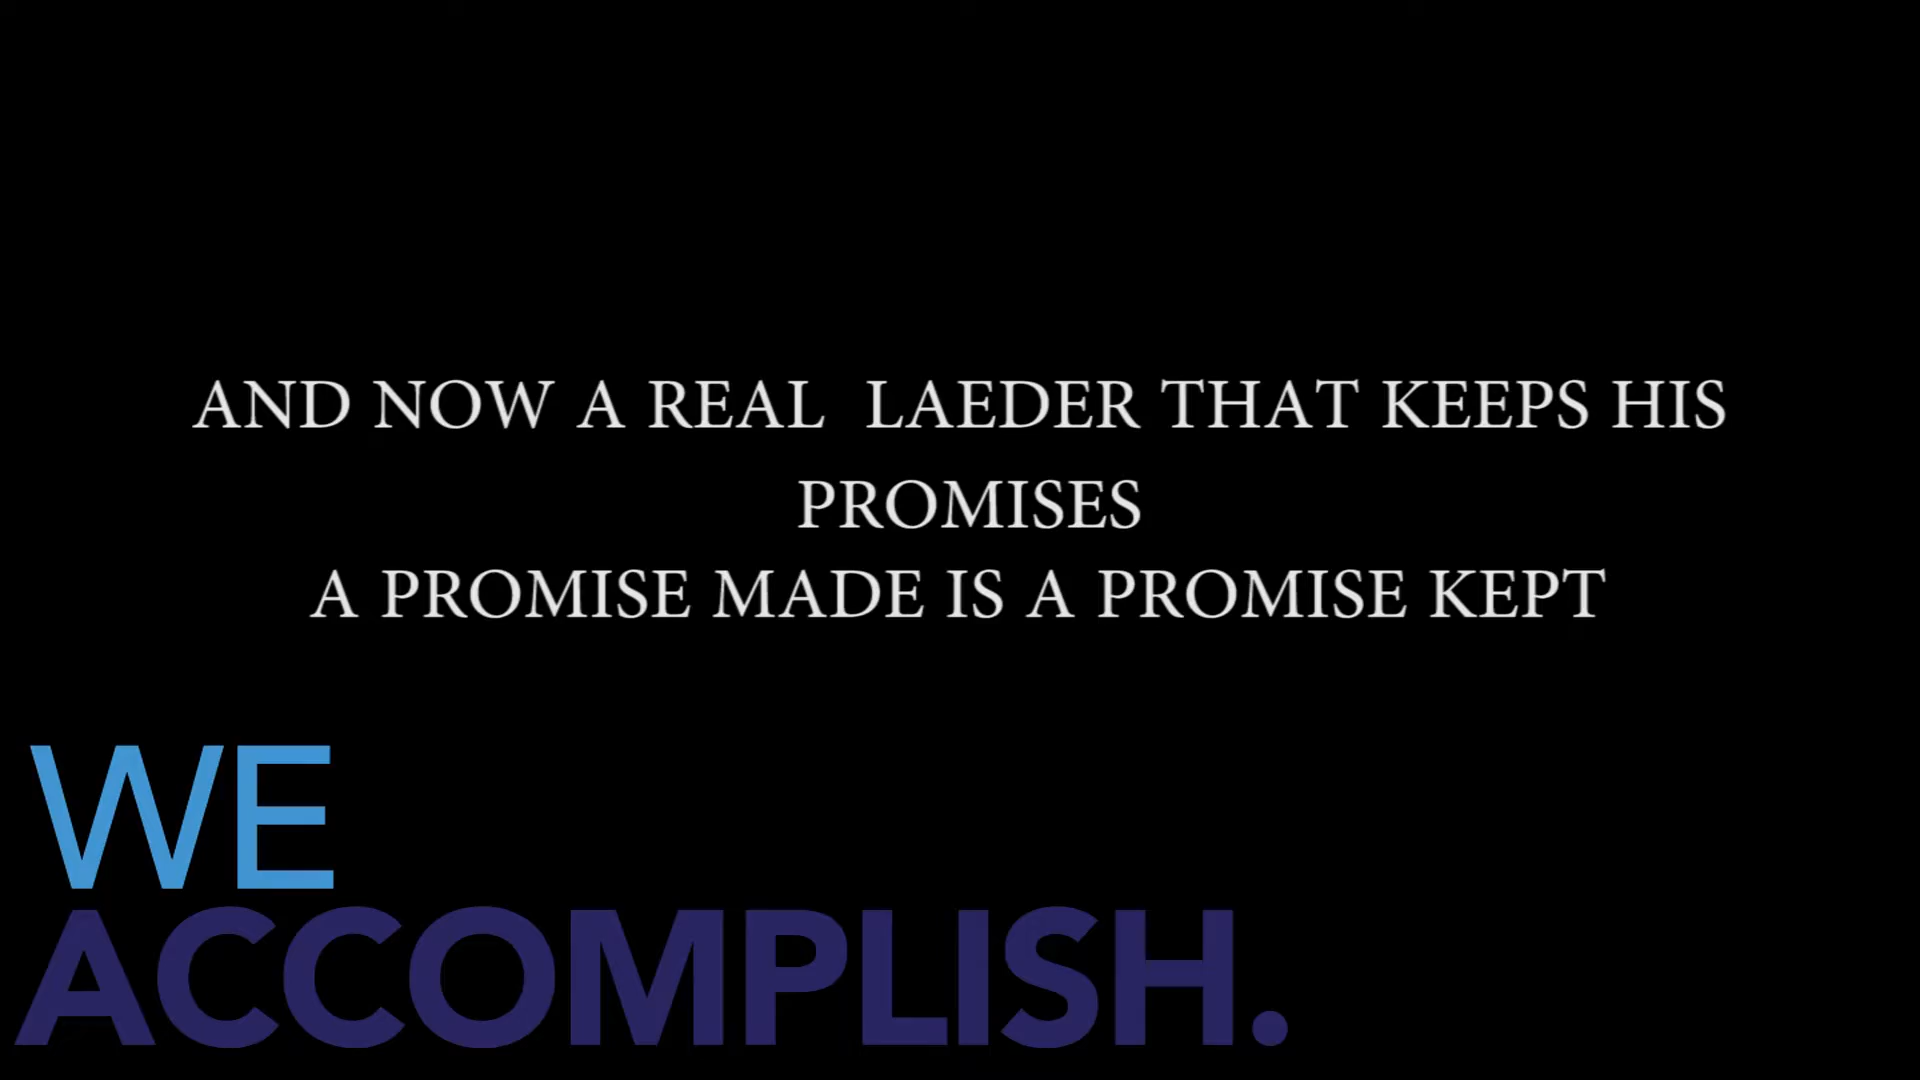 AND NOW A REAL  LAEDER THAT KEEPS HIS
PROMISES
A PROMISE MADE IS A PROMISE KEPT
WE
ACCOMPLISH.